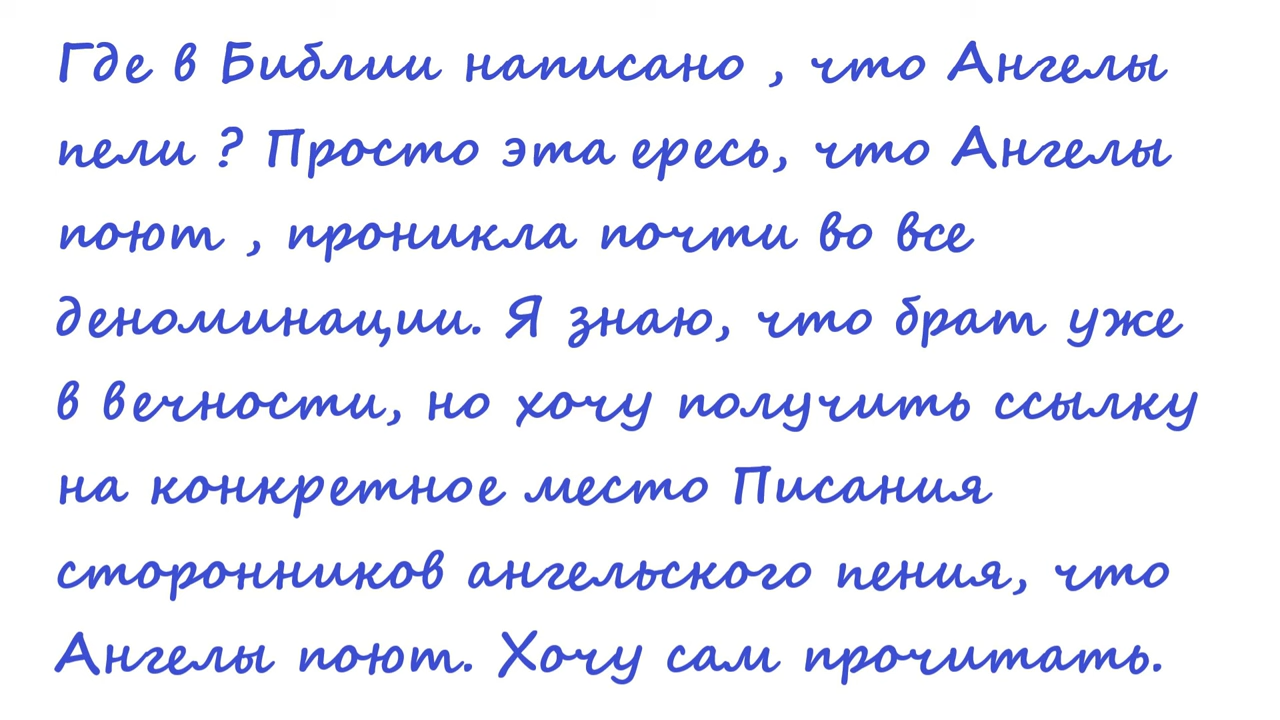 Где в Библии написано , что Ангелы
пели ? Просто эта ересь, что Ангелы
поют , проникла почти во все
деноминации. Я знаю, что брат уже
в вечности, но хочу получить ссылку
на конкретное место Писания
сторонников ангельского пения, что
Ангелы поют. Хочу сам прочитать.